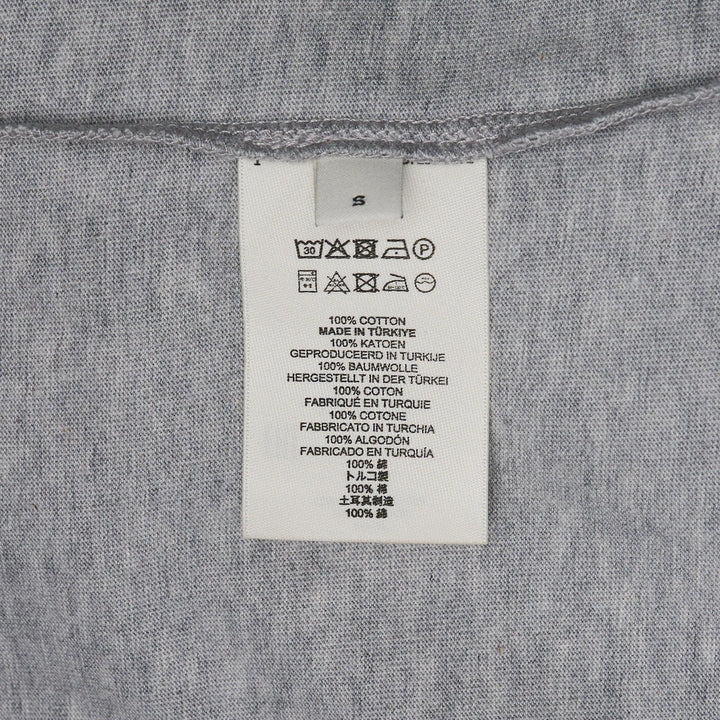 S
30
P
100% COTTON
MADE IN TÜRKIYE
100% KATOEN
GEPRODUCEERD IN TURKIJE
100% BAUMWOLLE
HERGESTELLT IN DER TÜRKEI
100% COTON
FABRIQUÉ EN TURQUIE
100% COTONE
FABBRICATO IN TURCHIA
100% ALGODÓN
FABRICADO EN TURQUÍA
100% 綿
トルコ製
100% 棉
土耳其制造
100% 綿